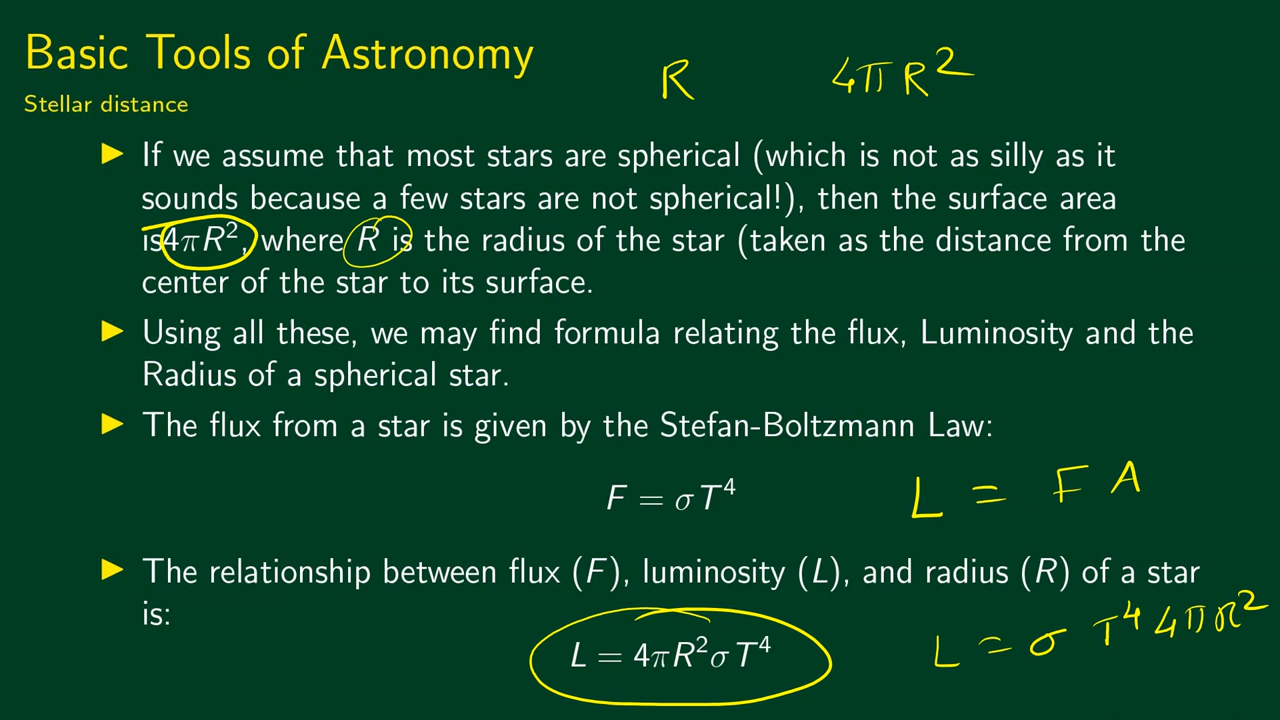 Basic Tools of Astronomy
R 4πR²
Stellar distance
▶ If we assume that most stars are spherical (which is not as silly as it
sounds because a few stars are not spherical!), then the surface area
is4πR², where R is the radius of the star (taken as the distance from the
center of the star to its surface.
▶ Using all these, we may find formula relating the flux, Luminosity and the
Radius of a spherical star.
▶ The flux from a star is given by the Stefan-Boltzmann Law:
F = σT⁴
L = F A
▶ The relationship between flux (F), luminosity (L), and radius (R) of a star
is:
L = 4πR²σT⁴
L = σ T⁴ 4πR²